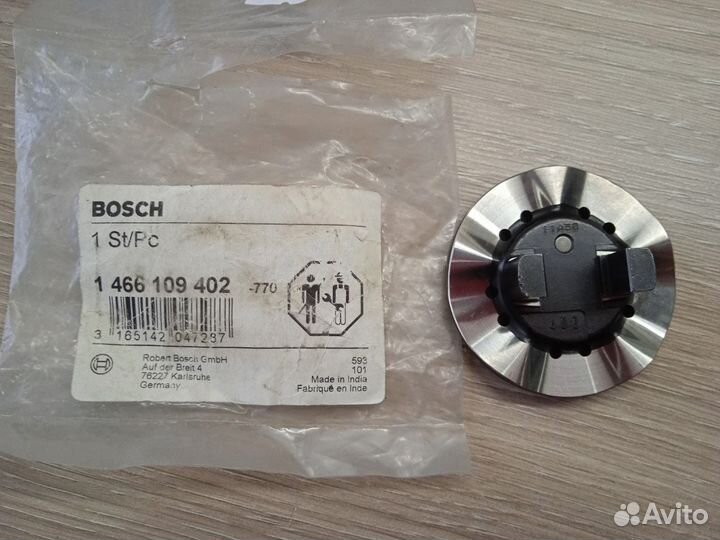 BOSCH
1 St/Pc
1 466 109 402 -770
3 165142 047287
Robert Bosch GmbH
Auf der Breit 4
76227 Karlsruhe
Germany
593
101
Made in India
Fabriqué en Inde
Avito